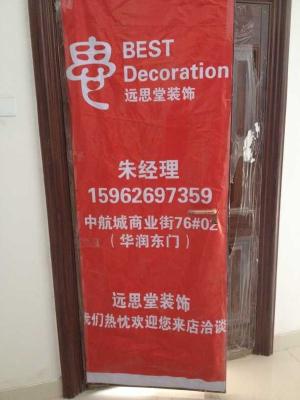 BEST
Decoration
远思堂装饰
朱经理
15962697359
中航城商业街76#02
（华润东门）
远思堂装饰
我们热忱欢迎您来店洽谈